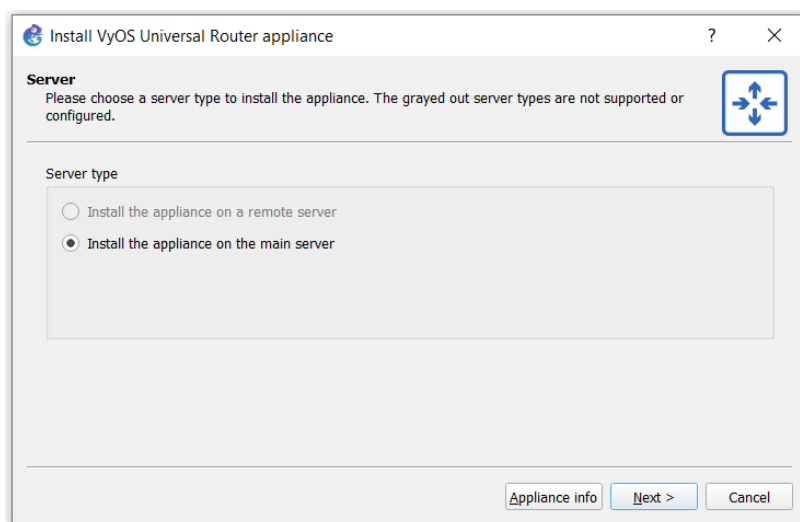 Install VyOS Universal Router appliance
?
Server
Please choose a server type to install the appliance. The grayed out server types are not supported or
configured.
Server type
Install the appliance on a remote server
Install the appliance on the main server
Appliance info
Next >
Cancel